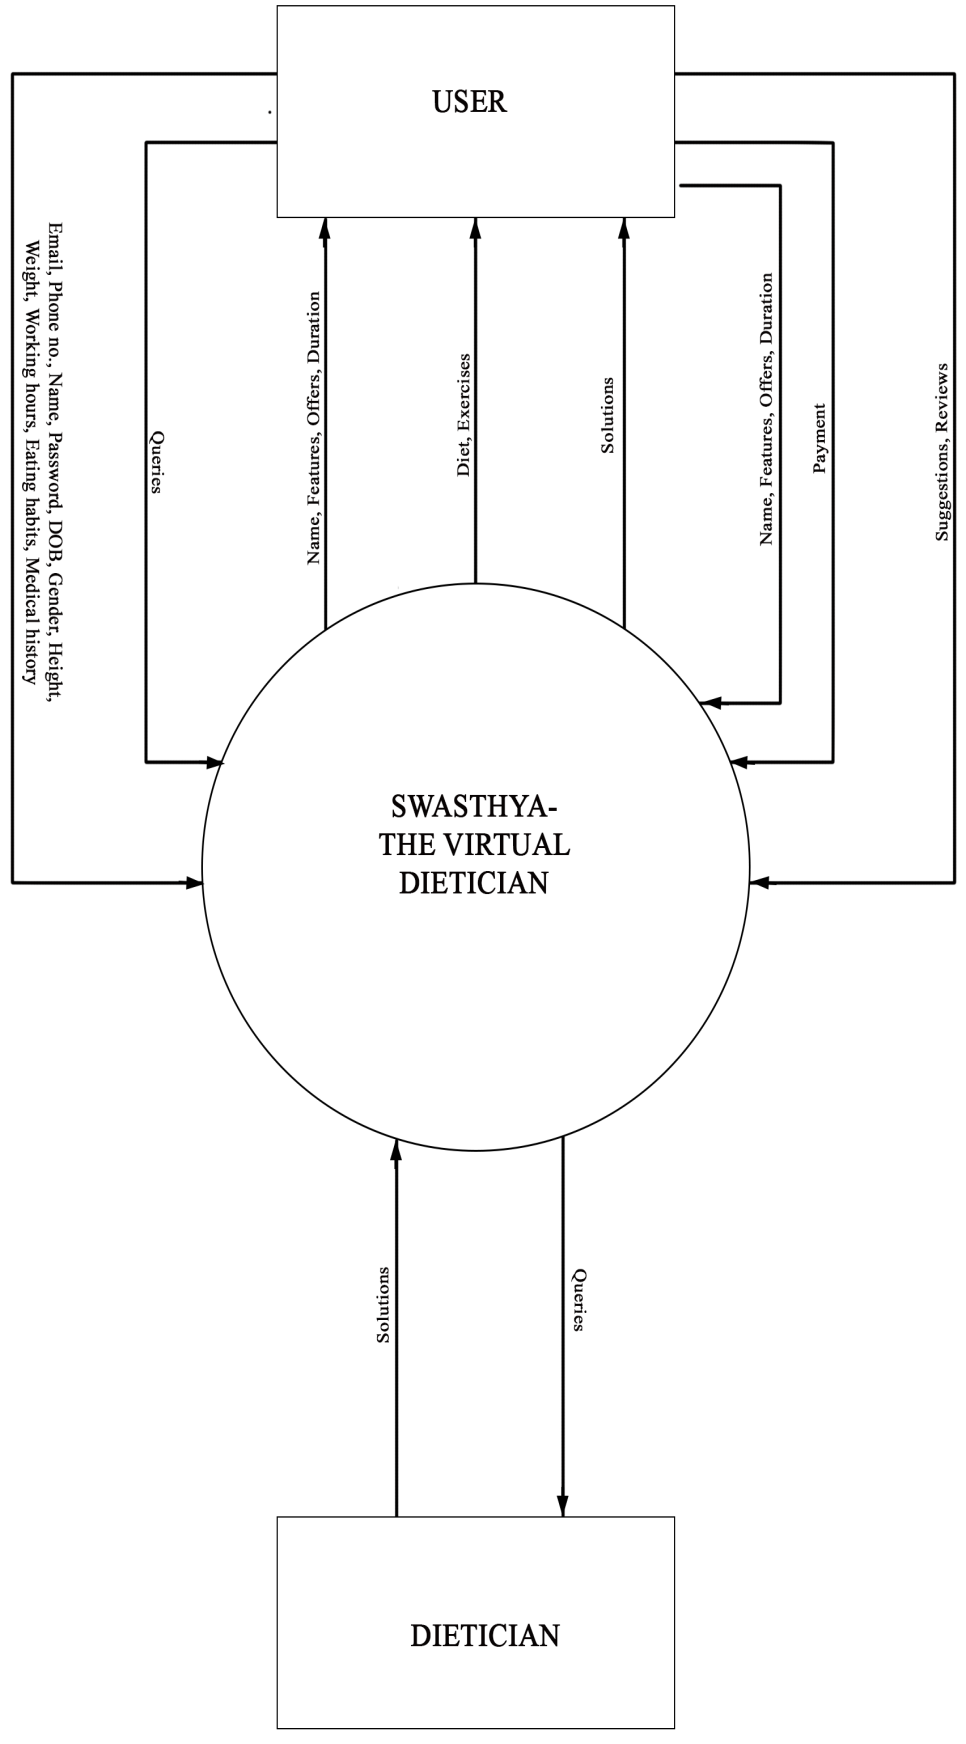 USER
Email, Phone no., Name, Password, DOB, Gender, Height,
Weight, Working hours, Eating habits, Medical history
Queries
Name, Features, Offers, Duration
Diet, Exercises
Solutions
Name, Features, Offers, Duration
Payment
Suggestions, Reviews
SWASTHYA-
THE VIRTUAL
DIETICIAN
Solutions
Queries
DIETICIAN